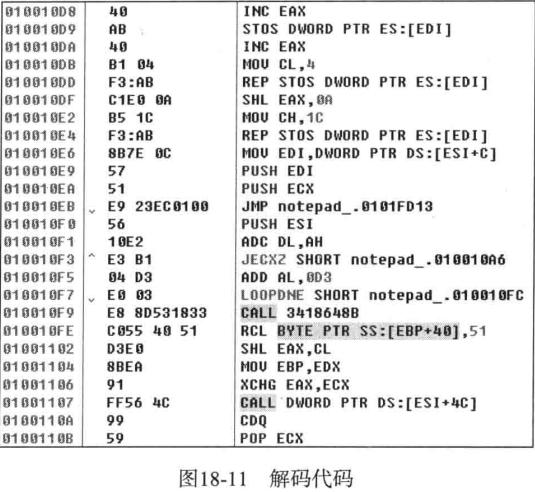 010010D8 40 INC EAX
010010D9 AB STOS DWORD PTR ES:[EDI]
010010DA 40 INC EAX
010010DB B1 04 MOV CL,4
010010DD F3:AB REP STOS DWORD PTR ES:[EDI]
010010DF C1E0 0A SHL EAX,0A
010010E2 B5 1C MOV CH,1C
010010E4 F3:AB REP STOS DWORD PTR ES:[EDI]
010010E6 8B7E 0C MOV EDI,DWORD PTR DS:[ESI+C]
010010E9 57 PUSH EDI
010010EA 51 PUSH ECX
010010EB ⌄ E9 23EC0100 JMP notepad_.0101FD13
010010F0 56 PUSH ESI
010010F1 10E2 ADC DL,AH
010010F3 ^ E3 B1 JECXZ SHORT notepad_.010010A6
010010F5 04 D3 ADD AL,0D3
010010F7 ⌄ E0 03 LOOPDNE SHORT notepad_.010010FC
010010F9 E8 8D531833 CALL 3418648B
010010FE C055 40 51 RCL BYTE PTR SS:[EBP+40],51
01001102 D3E0 SHL EAX,CL
01001104 8BEA MOV EBP,EDX
01001106 91 XCHG EAX,ECX
01001107 FF56 4C CALL DWORD PTR DS:[ESI+4C]
0100110A 99 CDQ
0100110B 59 POP ECX
图18-11 解码代码